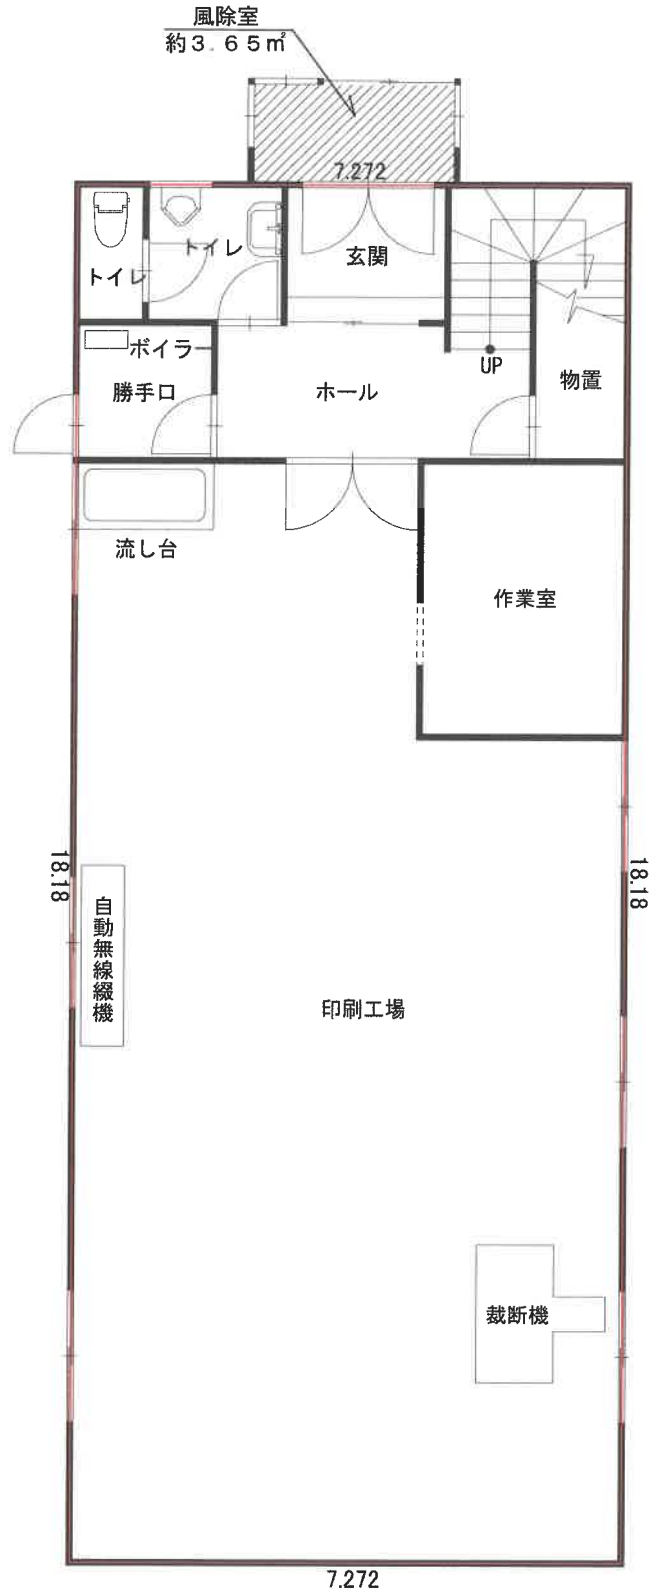 風除室
約３．６５㎡
7.272
トイレ
トイレ
玄関
ボイラー
勝手口
ホール
UP
物置
流し台
作業室
18.18
18.18
自動無線綴機
印刷工場
裁断機
7.272